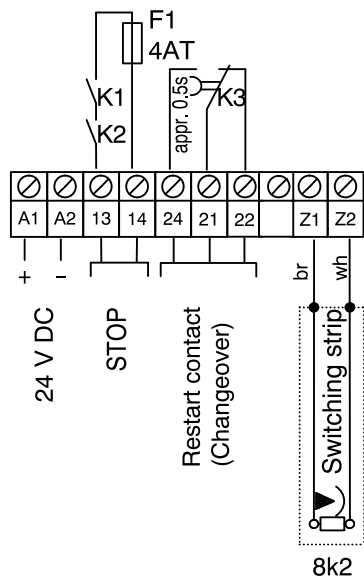 F1
4AT
K1
K2
appr. 0.5s
K3
A1 A2 13 14 24 21 22 Z1 Z2
+ -
24 V DC
STOP
Restart contact
(Changeover)
br
wh
Switching strip
8k2